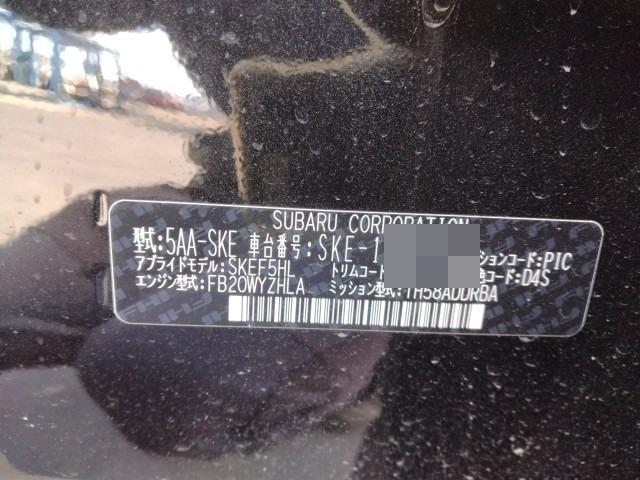 SUBARU CORPORATION
型式:5AA-SKE 車台番号:SKE-1 ションコード:PIC
アプライドモデル:SKEF5HL トリムコード コード:D4S
エンジン型式:FB20WYZHLA ミッション型式:TH58ADDRBA